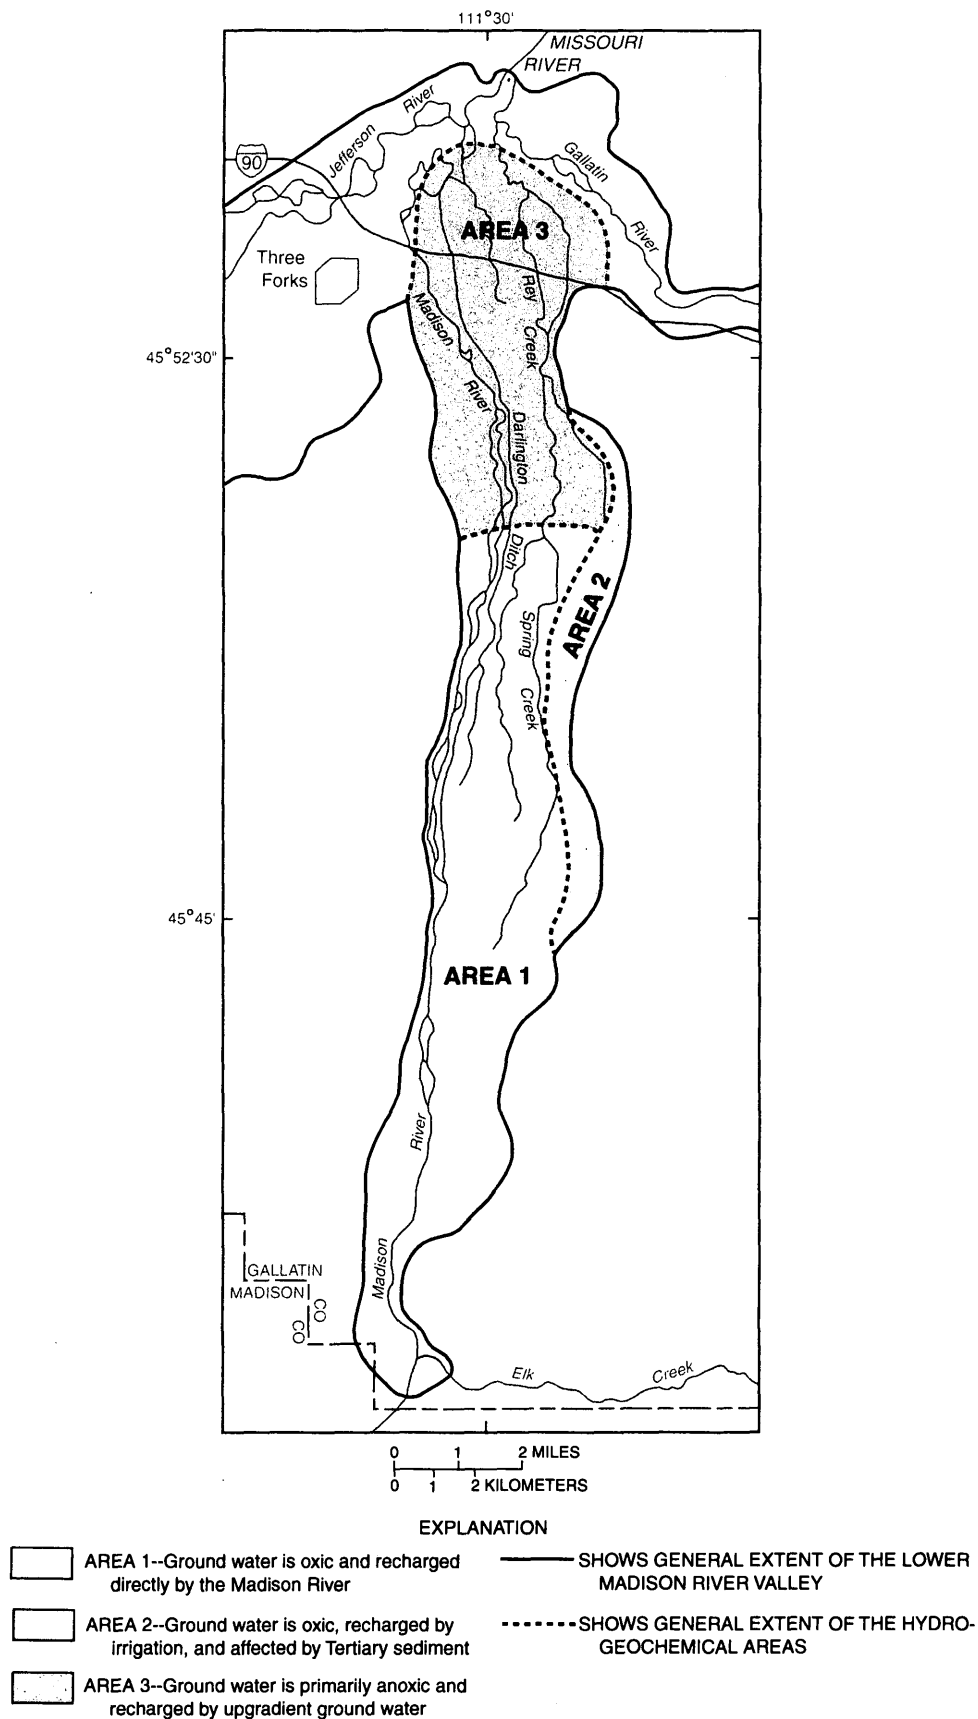 111°30'
MISSOURI
RIVER
Jefferson River
Gallatin River
90
AREA 3
Three
Forks
Rey Creek
Madison River
45°52'30"
Darlington Ditch
AREA 2
Spring Creek
45°45'
AREA 1
Madison River
GALLATIN CO
MADISON CO
Elk Creek
0 1 2 MILES
0 1 2 KILOMETERS
EXPLANATION
AREA 1--Ground water is oxic and recharged
directly by the Madison River
AREA 2--Ground water is oxic, recharged by
irrigation, and affected by Tertiary sediment
AREA 3--Ground water is primarily anoxic and
recharged by upgradient ground water
SHOWS GENERAL EXTENT OF THE LOWER
MADISON RIVER VALLEY
SHOWS GENERAL EXTENT OF THE HYDRO-
GEOCHEMICAL AREAS